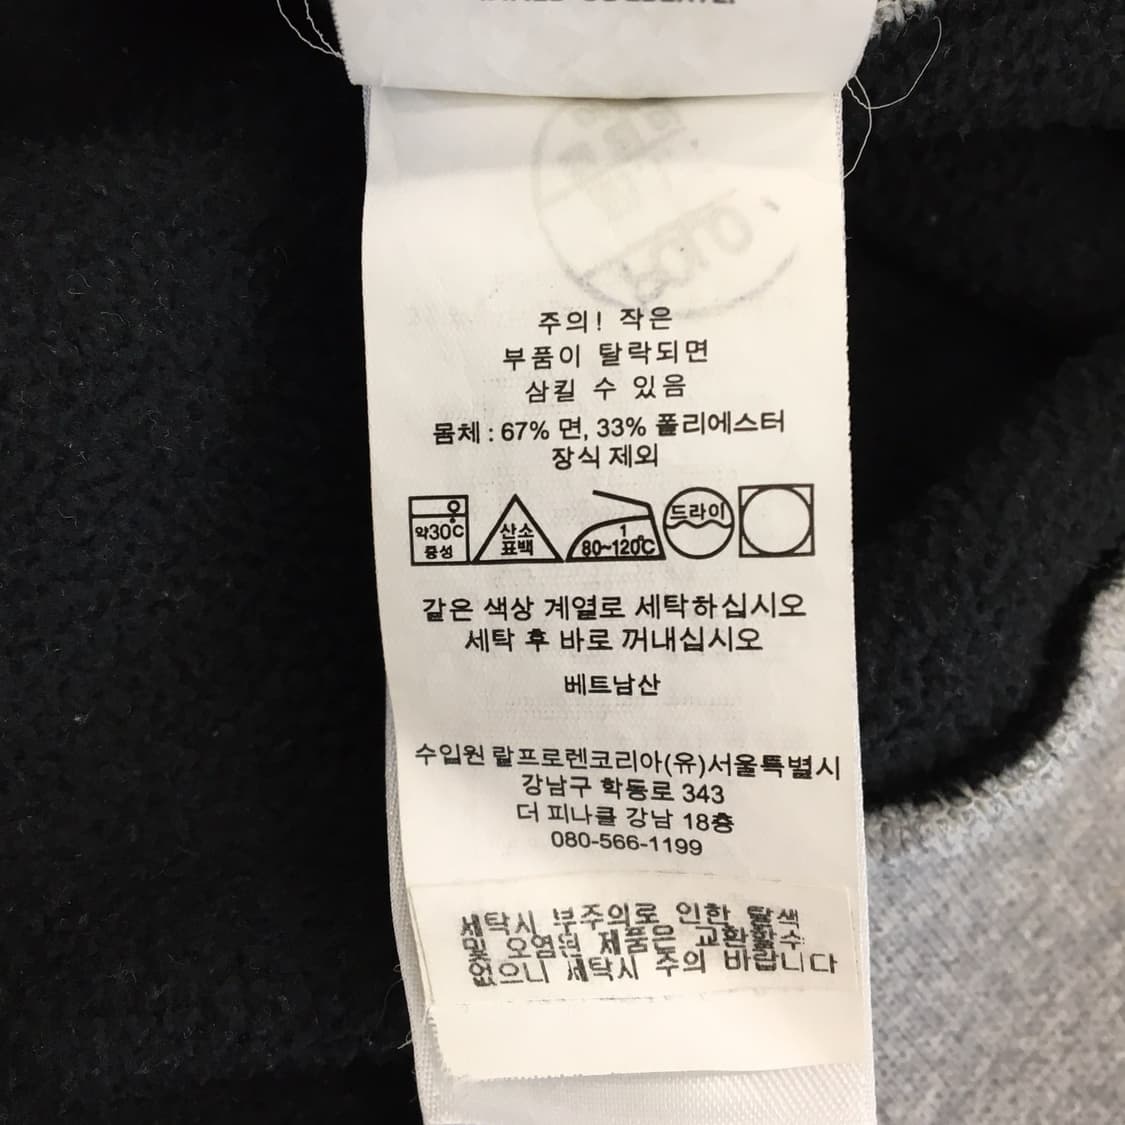 주의! 작은
부품이 탈락되면
삼킬 수 있음
몸체 : 67% 면, 33% 폴리에스터
장식 제외
약30℃
중성
산소
표백
1
80~120℃
드라이
같은 색상 계열로 세탁하십시오
세탁 후 바로 꺼내십시오
베트남산
수입원 랄프로렌코리아(유)서울특별시
강남구 학동로 343
더 피나클 강남 18층
080-566-1199
세탁시 부주의로 인한 탈색
및 오염된 제품은 교환할수
없으니 세탁시 주의 바랍니다